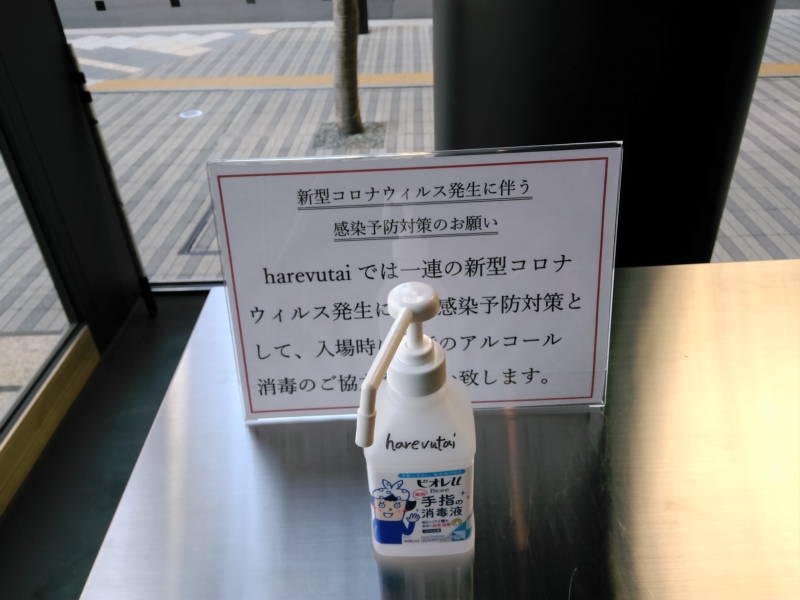 新型コロナウィルス発生に伴う
感染予防対策のお願い
harevutai では一連の新型コロナ
ウィルス発生に 感染予防対策と
して、入場時 のアルコール
消毒のご協 致します。
harevutai
ビオレu
Bioré
手指の
消毒液